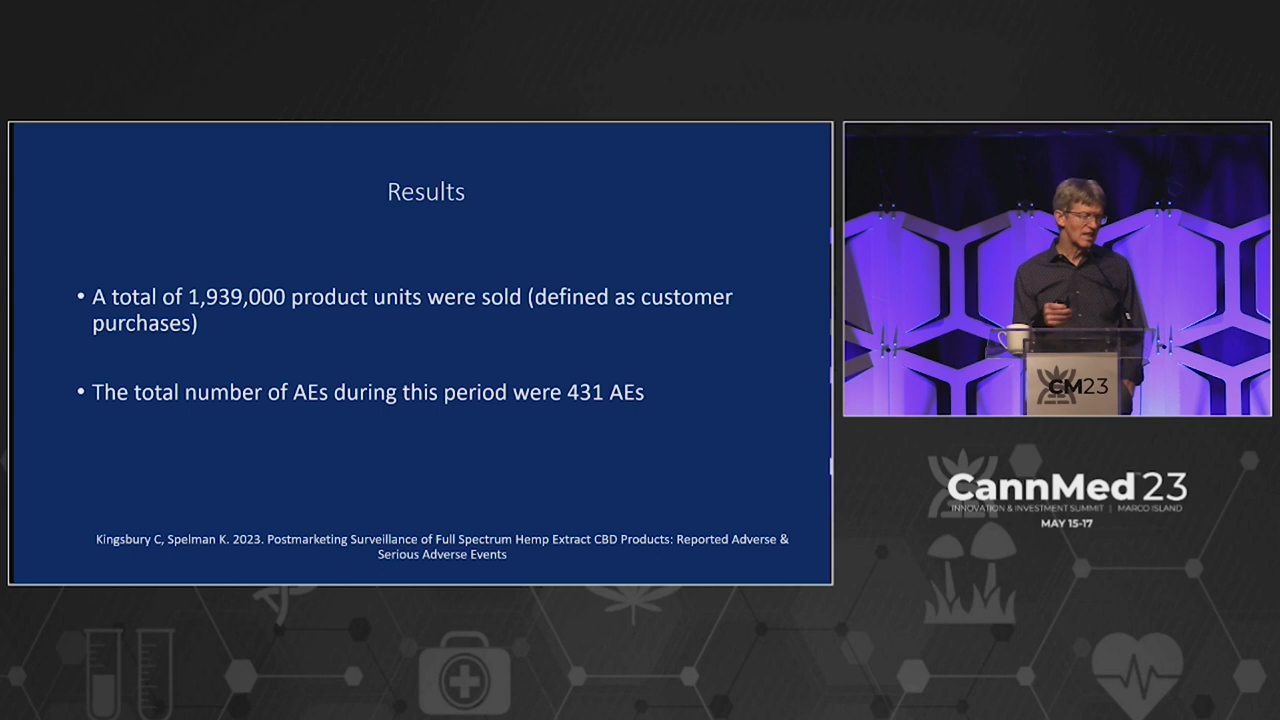 Results
• A total of 1,939,000 product units were sold (defined as customer
purchases)
• The total number of AEs during this period were 431 AEs
Kingsbury C, Spelman K. 2023. Postmarketing Surveillance of Full Spectrum Hemp Extract CBD Products: Reported Adverse &
Serious Adverse Events
CM23
CannMed 23
INNOVATION & INVESTMENT SUMMIT | MARCO ISLAND
MAY 15-17